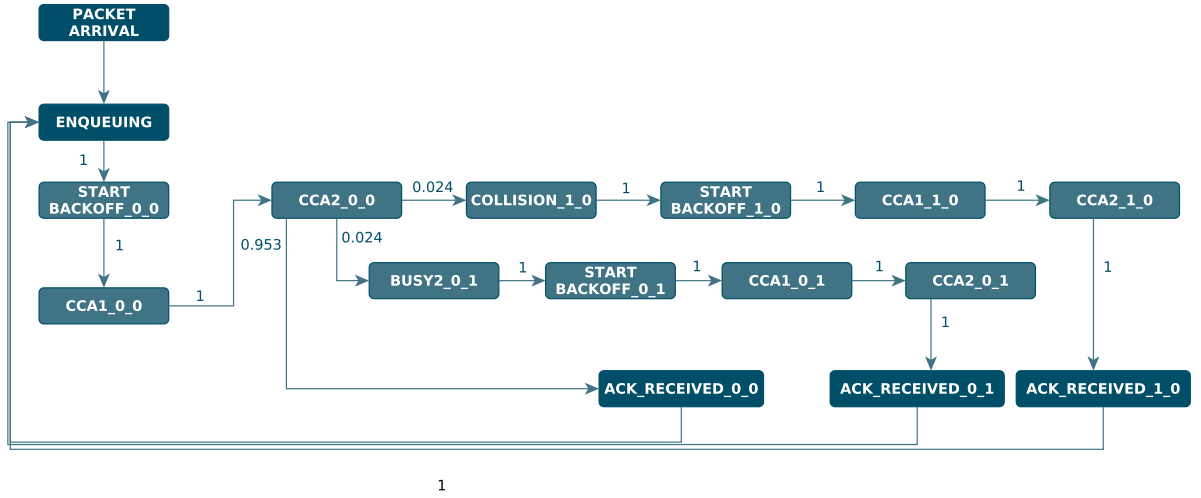 PACKET
ARRIVAL
ENQUEUING
1
START
BACKOFF_0_0
1
CCA1_0_0
1
CCA2_0_0
0.024
COLLISION_1_0
1
START
BACKOFF_1_0
1
CCA1_1_0
1
CCA2_1_0
0.953
0.024
BUSY2_0_1
1
START
BACKOFF_0_1
1
CCA1_0_1
1
CCA2_0_1
1
1
ACK_RECEIVED_0_0
ACK_RECEIVED_0_1
ACK_RECEIVED_1_0
1